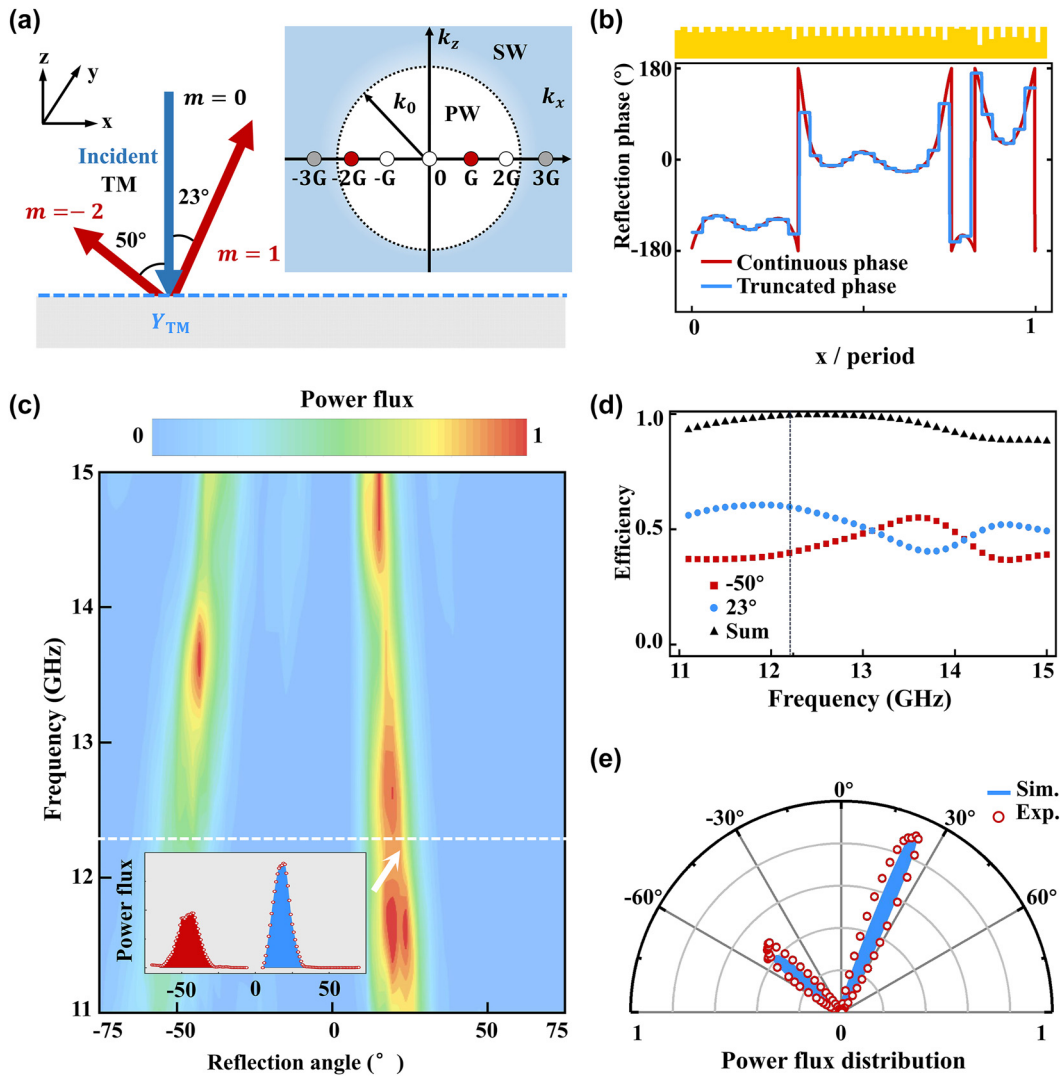 (a)
z
y
x
m = 0
Incident
TM
23°
m = − 2
50°
m = 1
Y_TM
k_z
SW
k_0
PW
k_x
-3G -2G -G 0 G 2G 3G
(b)
Reflection phase (°)
180
0
-180
Continuous phase
Truncated phase
0 1
x / period
(c)
Power flux
0 1
Frequency (GHz)
15
14
13
12
11
Power flux
-50 0 50
-75 -50 0 50 75
Reflection angle (°)
(d)
Efficiency
1.0
0.5
0.0
-50°
23°
Sum
11 12 13 14 15
Frequency (GHz)
(e)
Sim.
Exp.
0°
-30° 30°
-60° 60°
1 0 1
Power flux distribution